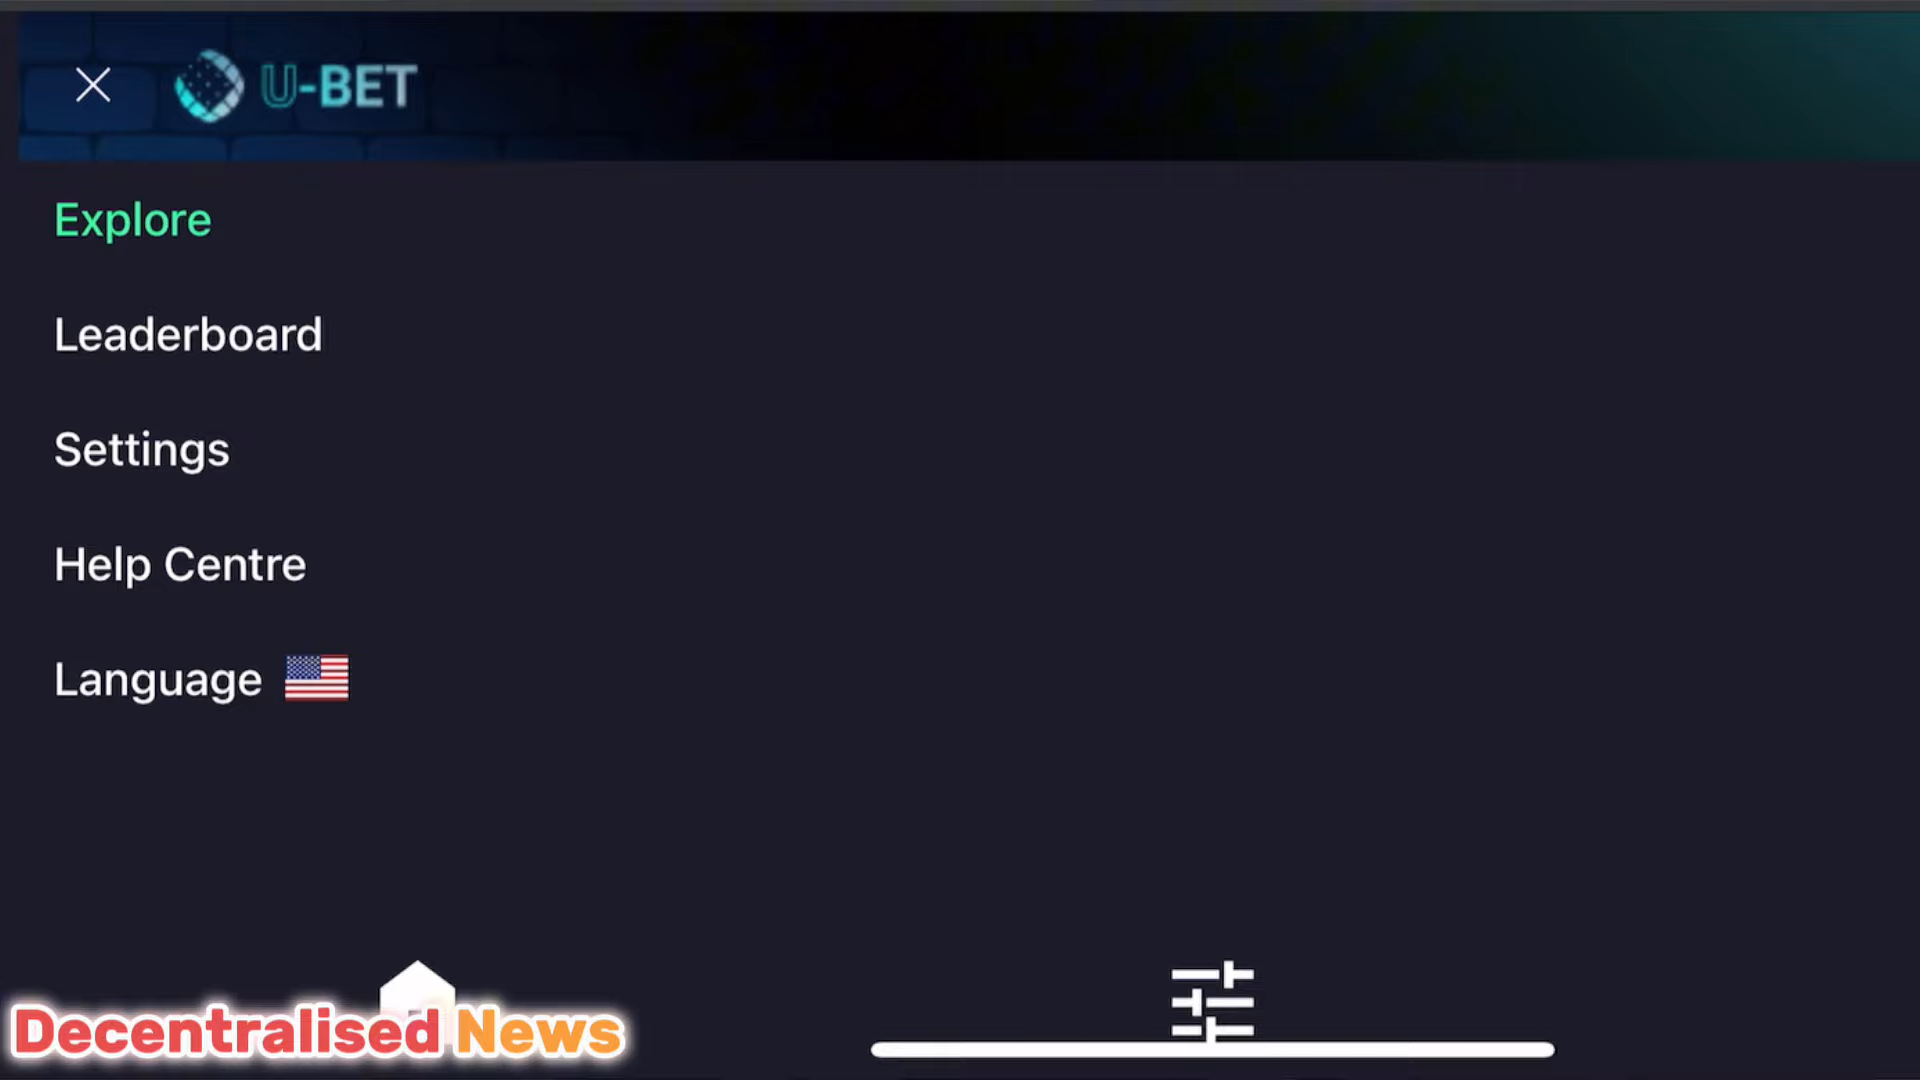 U-BET
Explore
Leaderboard
Settings
Help Centre
Language
Decentralised News